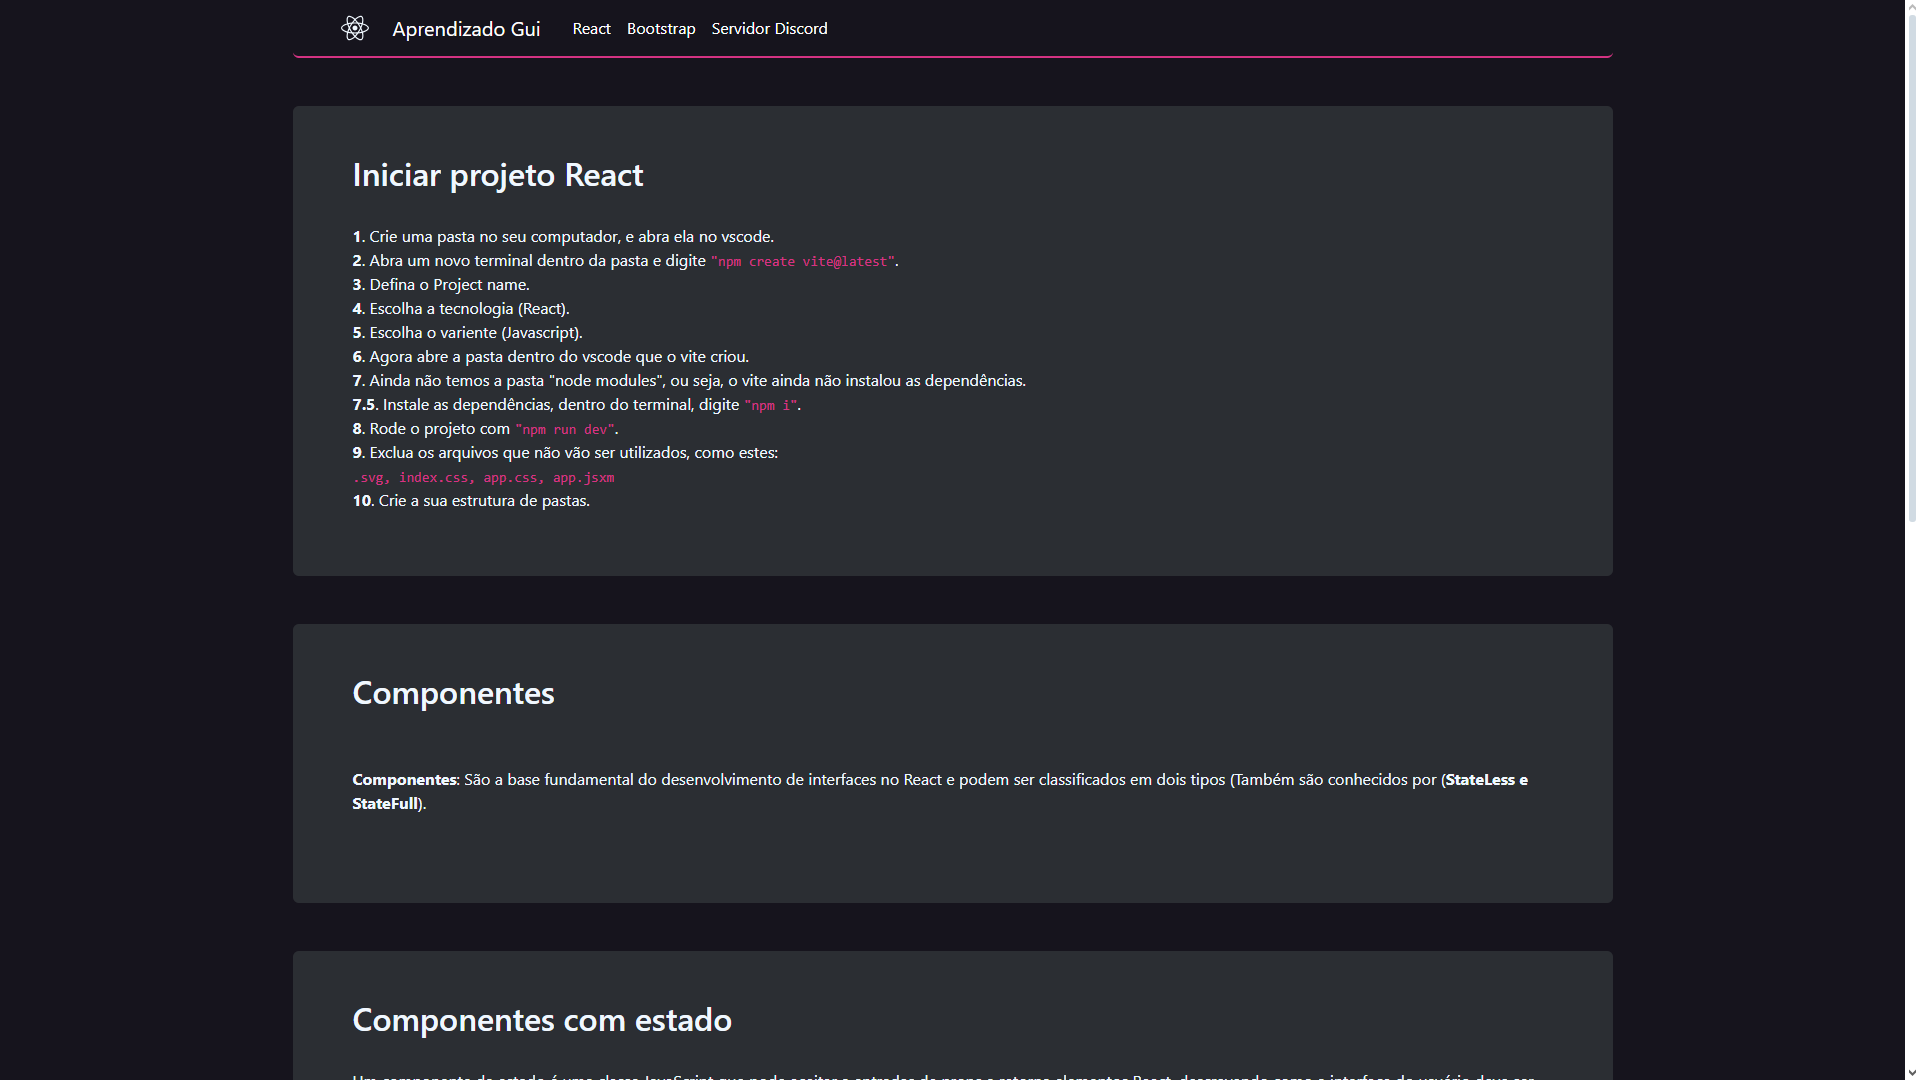 Aprendizado Gui React Bootstrap Servidor Discord
Iniciar projeto React
1. Crie uma pasta no seu computador, e abra ela no vscode.
2. Abra um novo terminal dentro da pasta e digite "npm create vite@latest".
3. Defina o Project name.
4. Escolha a tecnologia (React).
5. Escolha o variente (Javascript).
6. Agora abre a pasta dentro do vscode que o vite criou.
7. Ainda não temos a pasta "node modules", ou seja, o vite ainda não instalou as dependências.
7.5. Instale as dependências, dentro do terminal, digite "npm i".
8. Rode o projeto com "npm run dev".
9. Exclua os arquivos que não vão ser utilizados, como estes:
.svg, index.css, app.css, app.jsxm
10. Crie a sua estrutura de pastas.
Componentes
Componentes: São a base fundamental do desenvolvimento de interfaces no React e podem ser classificados em dois tipos (Também são conhecidos por (StateLess e
StateFull).
Componentes com estado